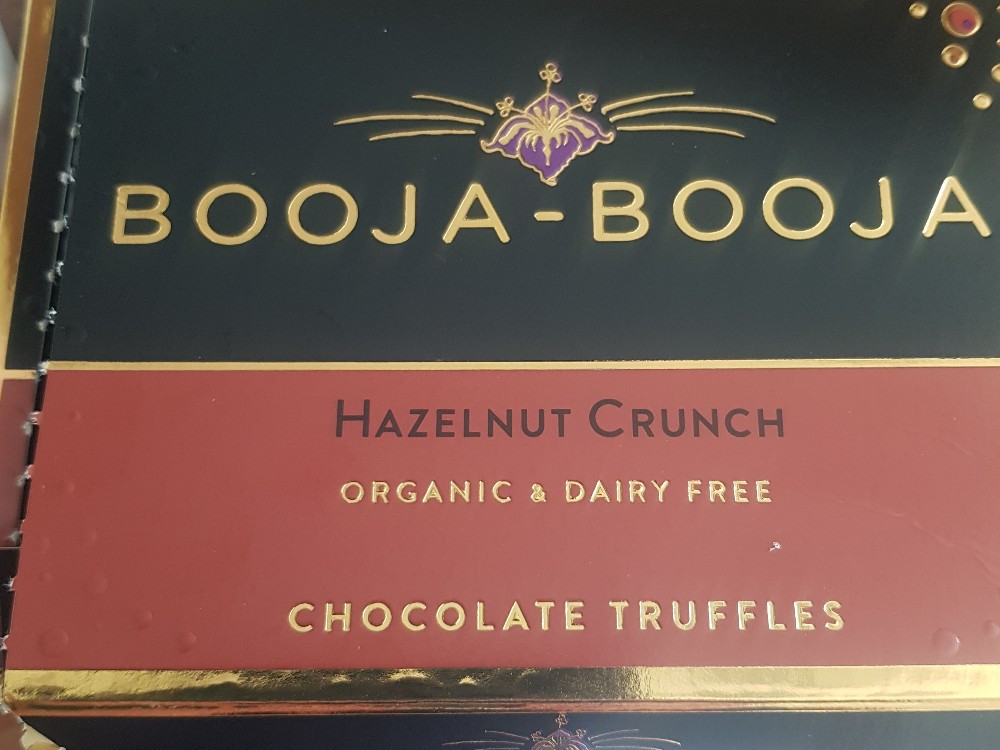 BOOJA-BOOJA
HAZELNUT CRUNCH
ORGANIC & DAIRY FREE
CHOCOLATE TRUFFLES